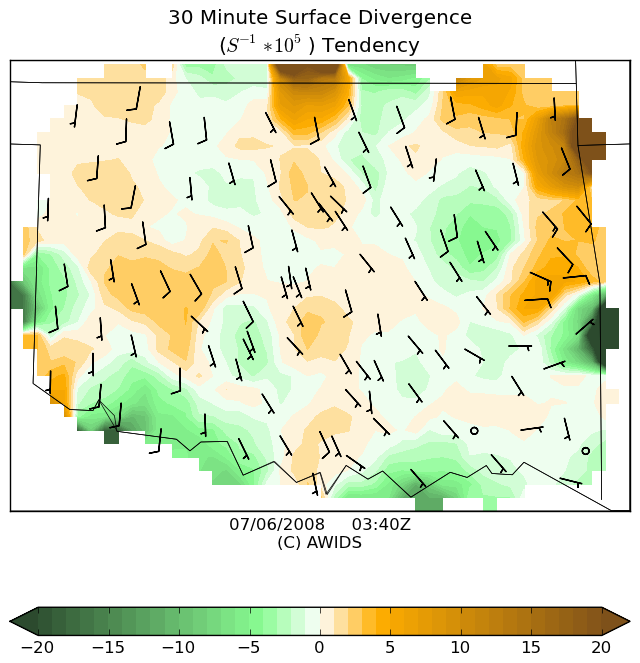 30 Minute Surface Divergence
(S⁻¹ *10⁵ ) Tendency
07/06/2008 03:40Z
(C) AWIDS
−20 −15 −10 −5 0 5 10 15 20